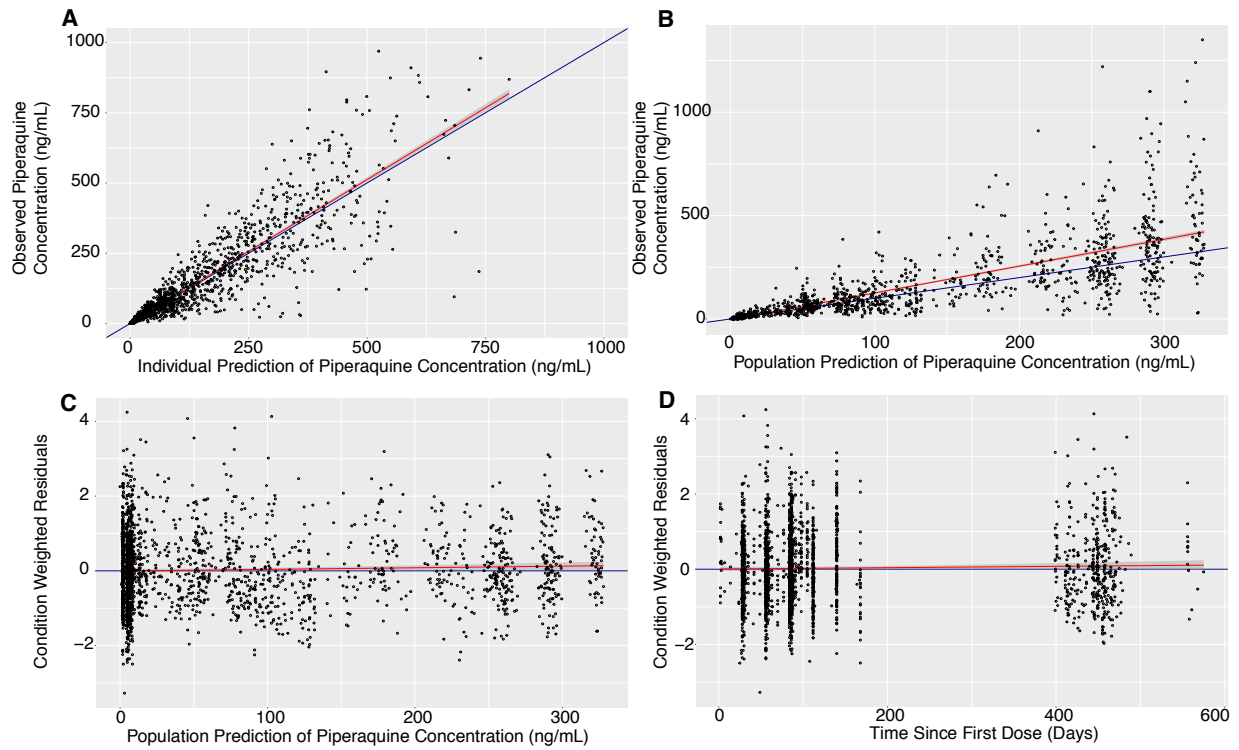 A
1000
750
500
250
0
Observed Piperaquine
Concentration (ng/mL)
0
250
500
750
1000
Individual Prediction of Piperaquine Concentration (ng/mL)
B
1000
500
0
Observed Piperaquine
Concentration (ng/mL)
0
100
200
300
Population Prediction of Piperaquine Concentration (ng/mL)
C
4
2
0
−2
Condition Weighted Residuals
0
100
200
300
Population Prediction of Piperaquine Concentration (ng/mL)
D
4
2
0
−2
Condition Weighted Residuals
0
200
400
600
Time Since First Dose (Days)